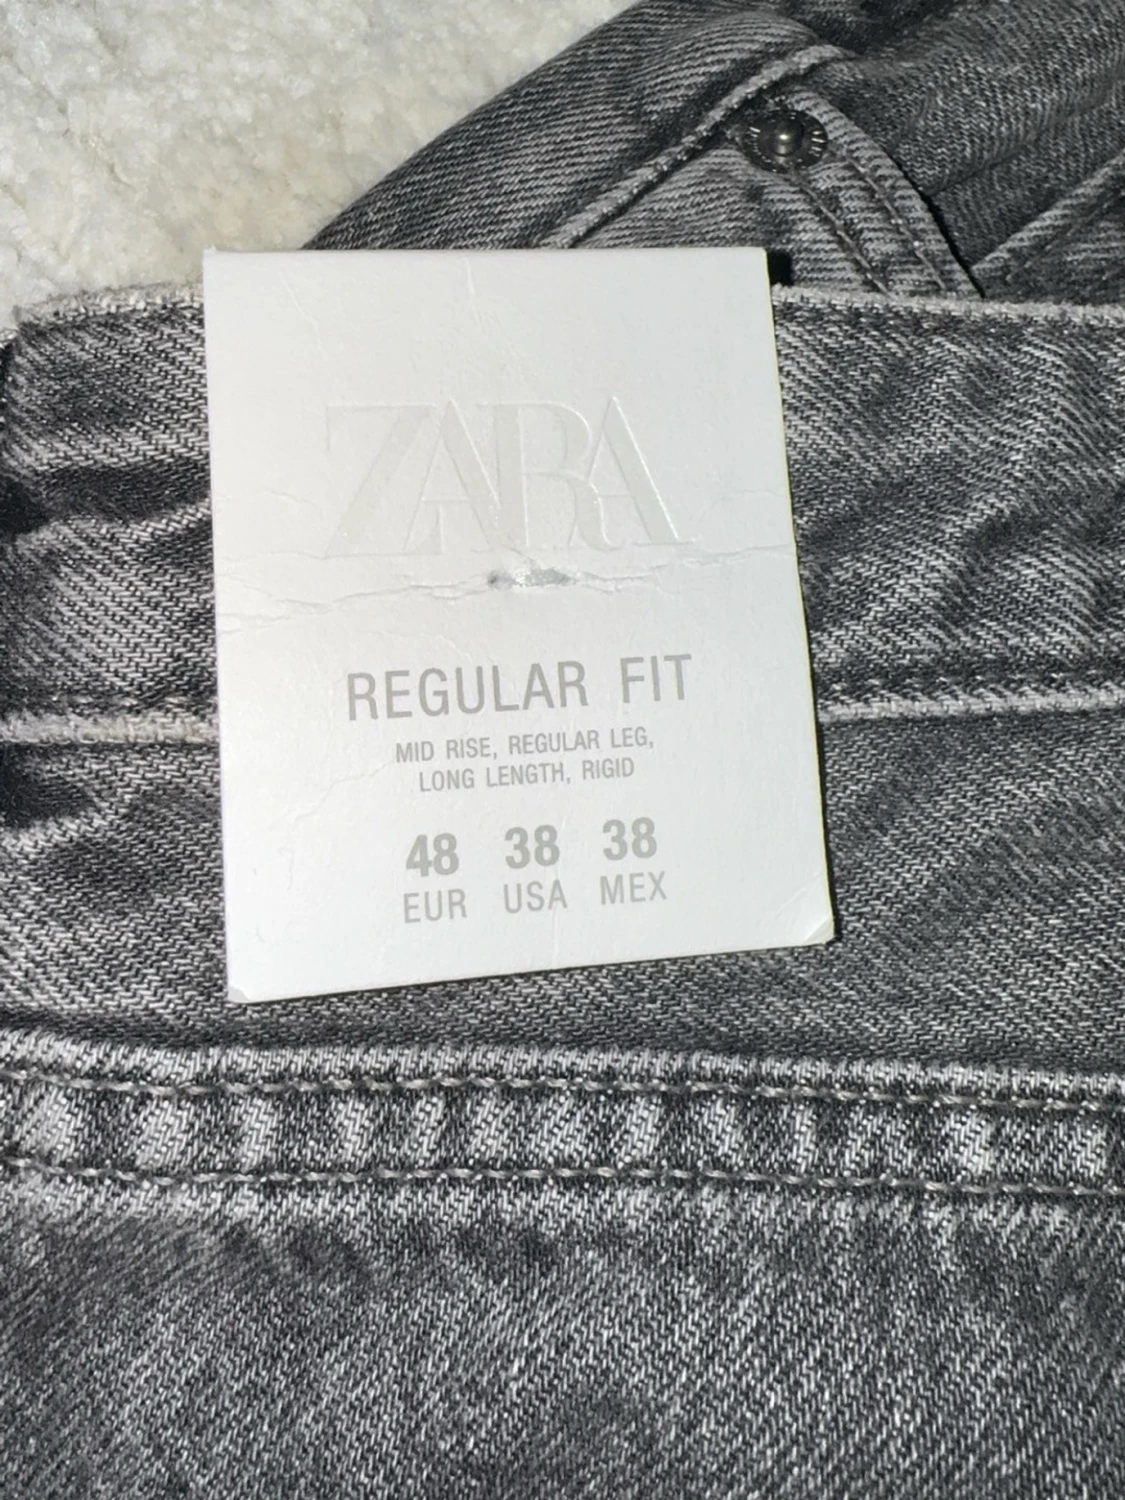 ZARA
REGULAR FIT
MID RISE, REGULAR LEG,
LONG LENGTH, RIGID
48 38 38
EUR USA MEX